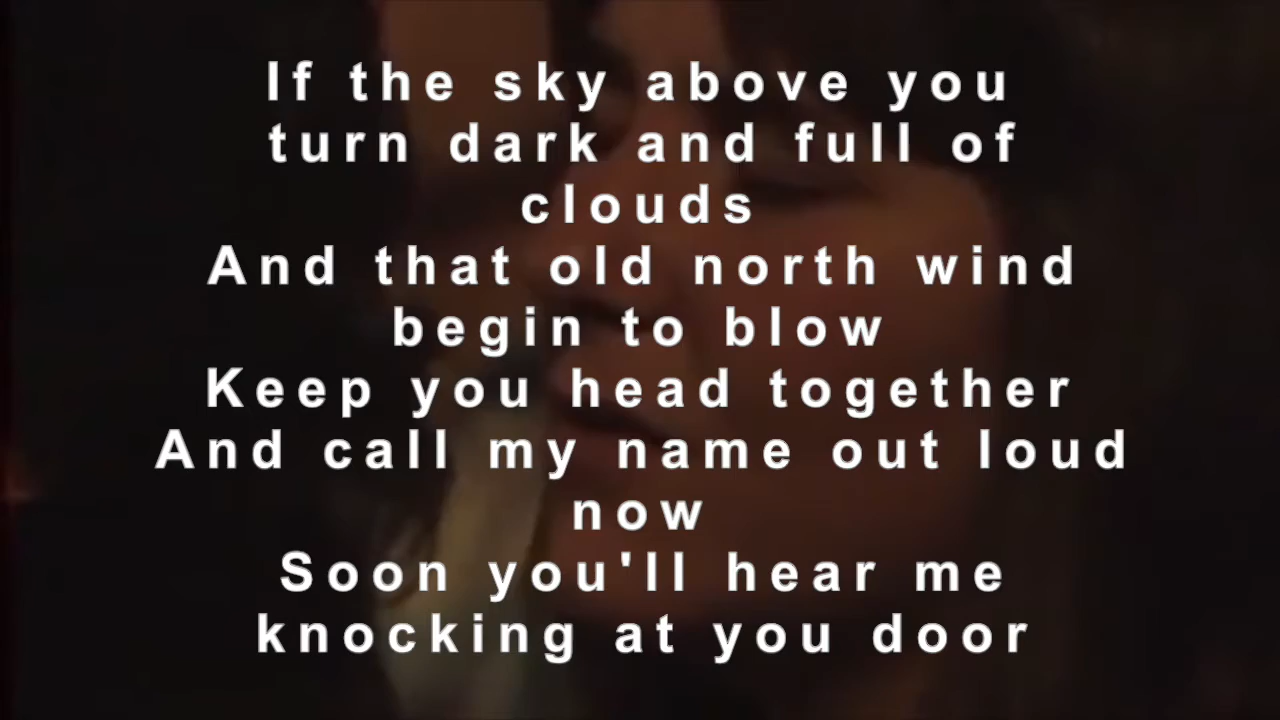 If the sky above you
turn dark and full of
clouds
And that old north wind
begin to blow
Keep you head together
And call my name out loud
now
Soon you'll hear me
knocking at you door